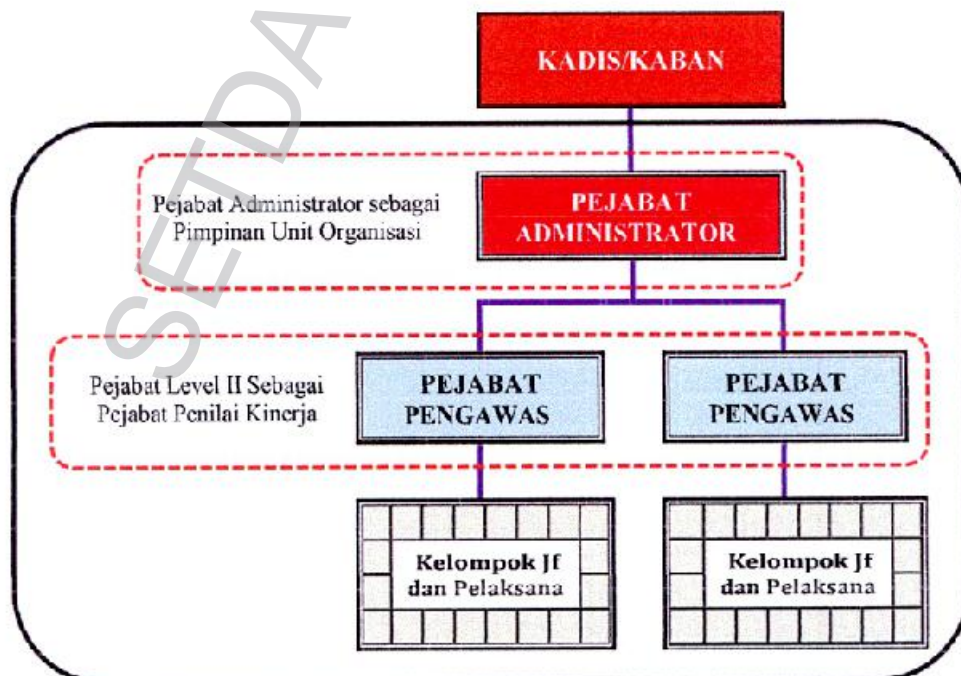 KADIS/KABAN
Pejabat Administrator sebagai
Pimpinan Unit Organisasi
PEJABAT
ADMINISTRATOR
Pejabat Level II Sebagai
Pejabat Penilai Kinerja
PEJABAT
PENGAWAS
PEJABAT
PENGAWAS
Kelompok Jf
dan Pelaksana
Kelompok Jf
dan Pelaksana
SETDA